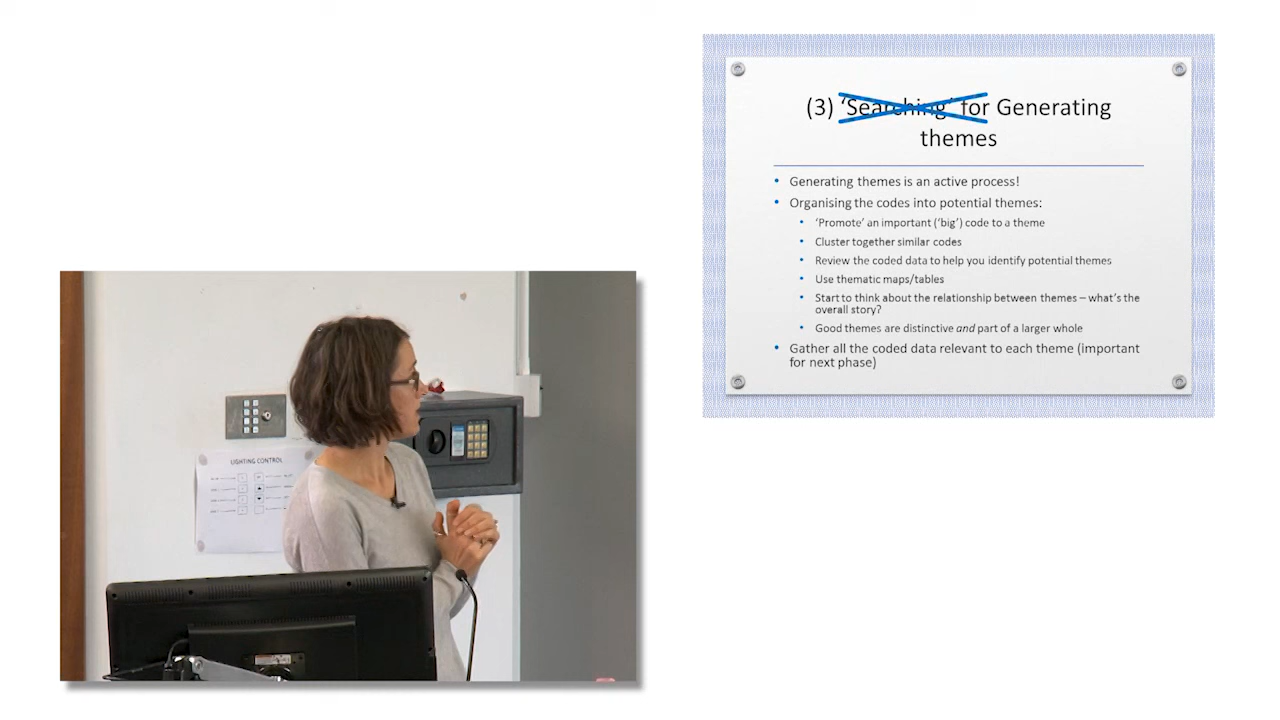 (3) ‘Searching’ for Generating
themes
• Generating themes is an active process!
• Organising the codes into potential themes:
• ‘Promote’ an important (‘big’) code to a theme
• Cluster together similar codes
• Review the coded data to help you identify potential themes
• Use thematic maps/tables
• Start to think about the relationship between themes – what’s the
overall story?
• Good themes are distinctive and part of a larger whole
• Gather all the coded data relevant to each theme (important
for next phase)
LIGHTING CONTROL